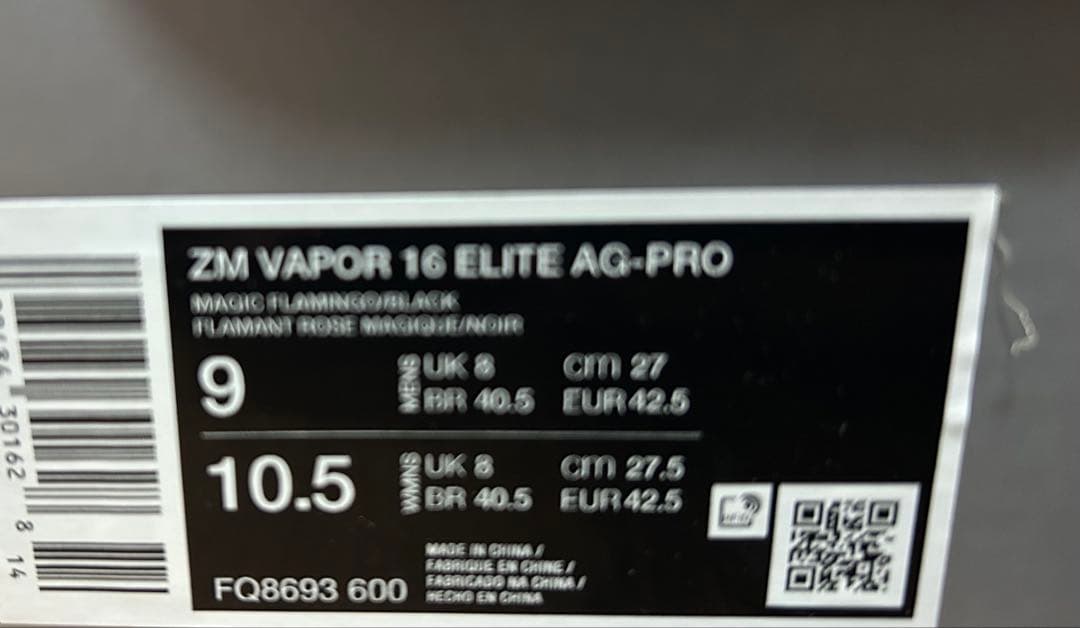 ZM VAPOR 16 ELITE AG-PRO
MAGIC FLAMINGO/BLACK
FLAMANT ROSE MAGIQUE/NOIR
9 MENS UK 8 cm 27
BR 40.5 EUR 42.5
10.5 WMNS UK 8 cm 27.5
BR 40.5 EUR 42.5
MADE IN CHINA /
FABRIQUE EN CHINE /
FABRICADO NA CHINA /
HECHO EN CHINA
FQ8693 600
30162 8 14